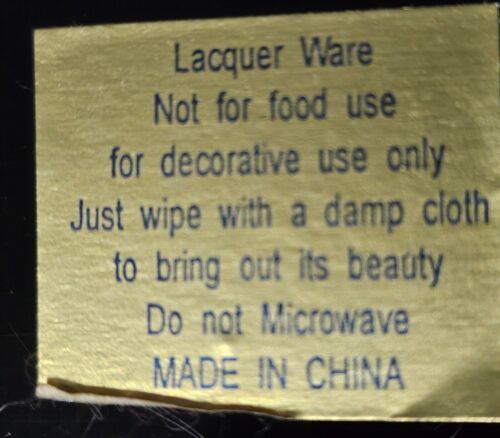 Lacquer Ware
Not for food use
for decorative use only
Just wipe with a damp cloth
to bring out its beauty
Do not Microwave
MADE IN CHINA